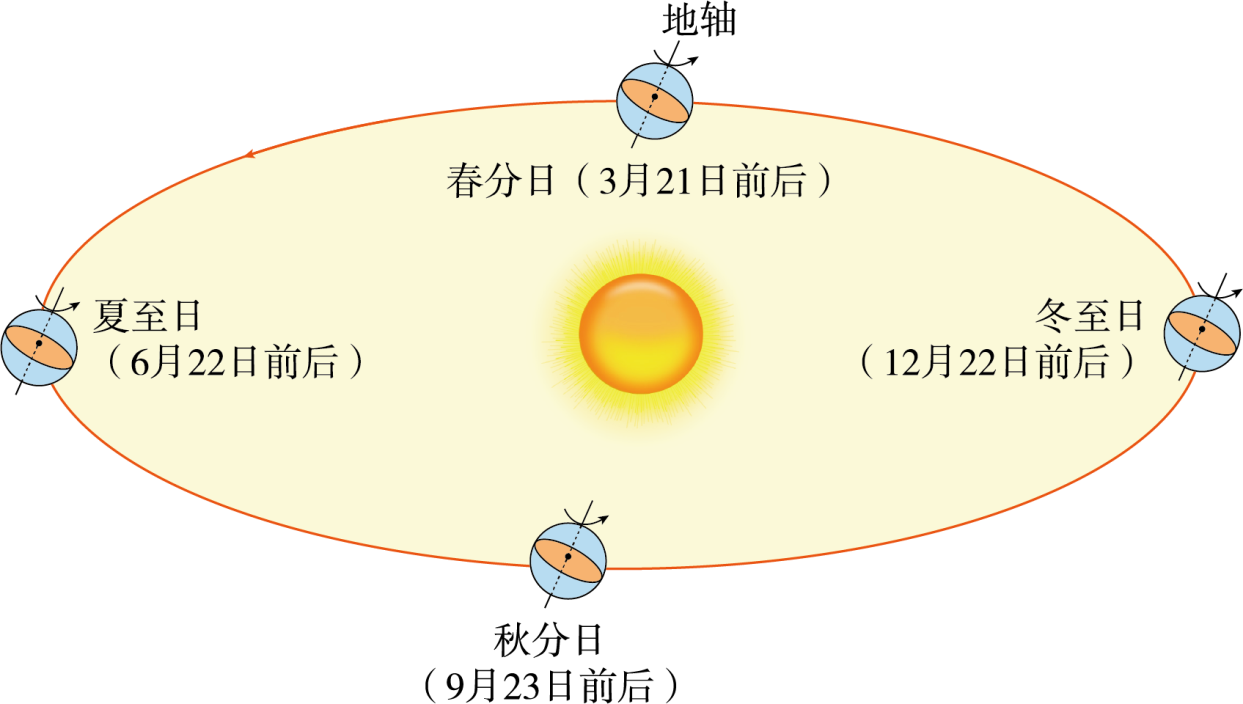 地轴
春分日（3月21日前后）
夏至日
（6月22日前后）
冬至日
（12月22日前后）
秋分日
（9月23日前后）